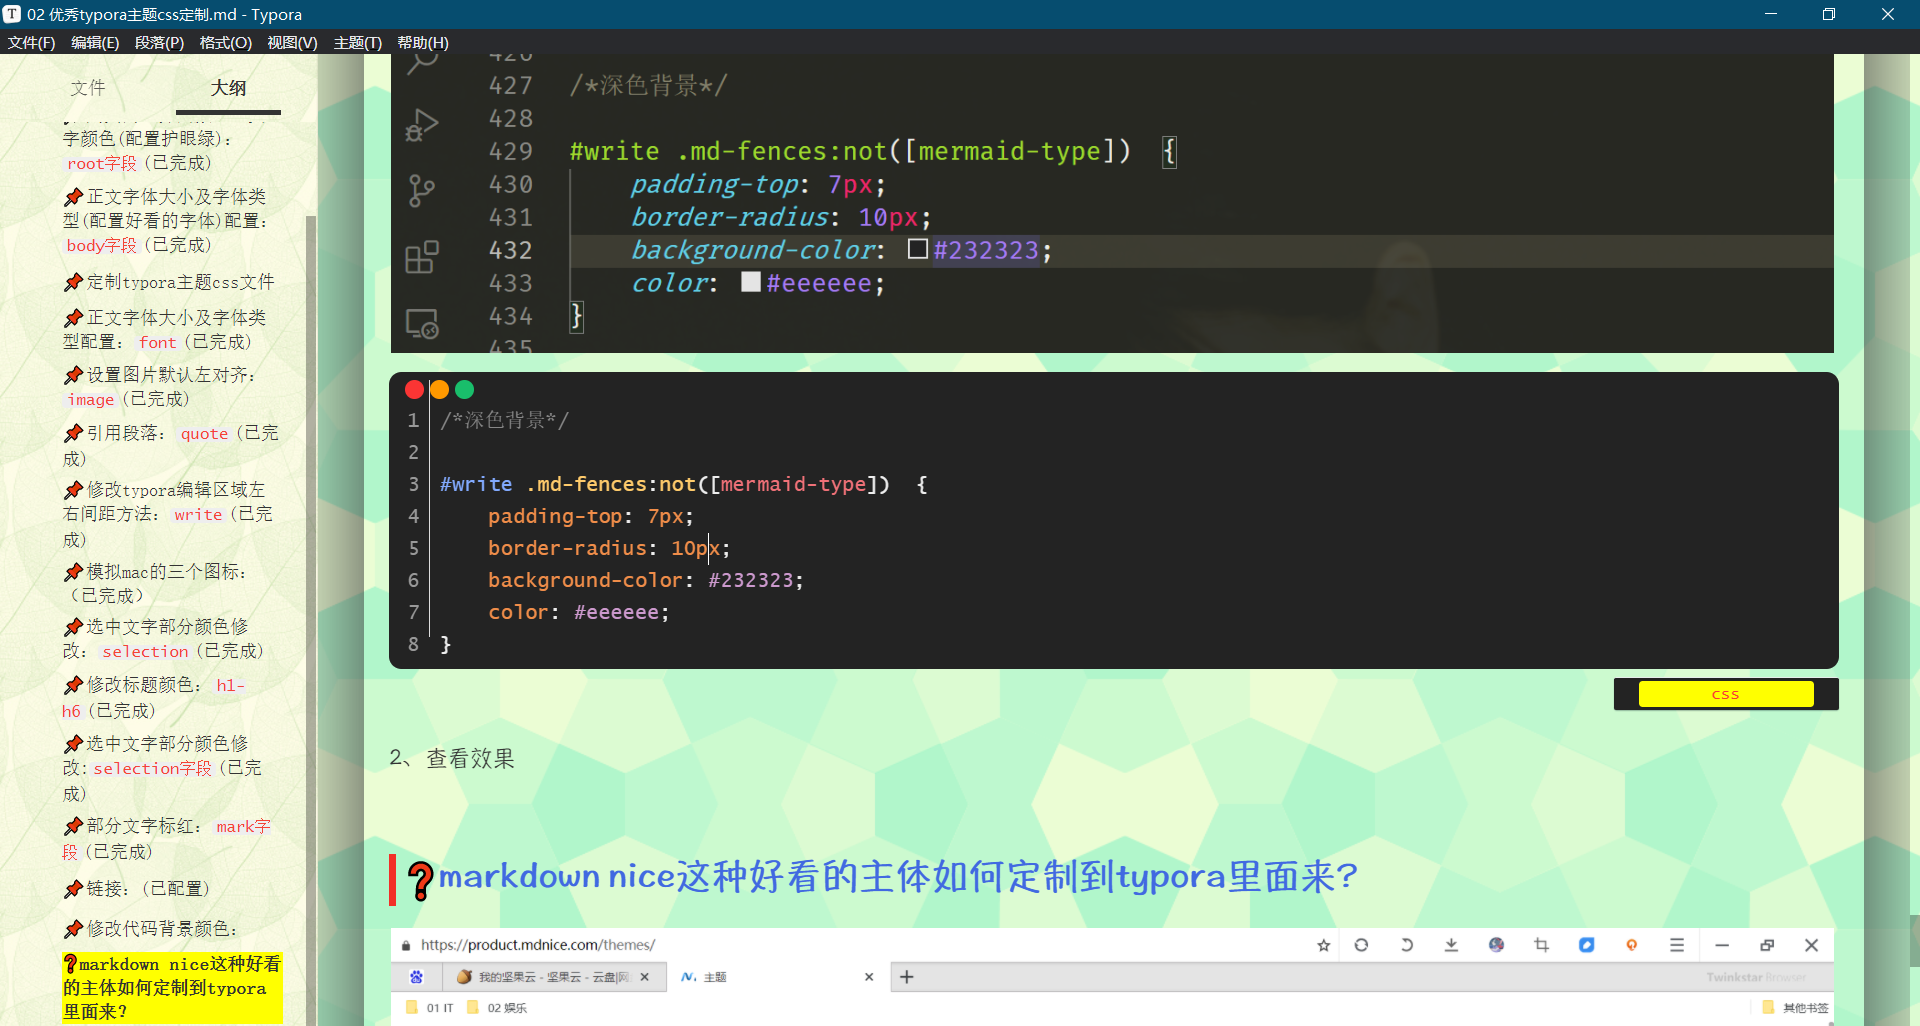 02 优秀typora主题css定制.md - Typora
文件(F) 编辑(E) 段落(P) 格式(O) 视图(V) 主题(T) 帮助(H)
文件 大纲
字颜色(配置护眼绿)：
root字段(已完成)
📌正文字体大小及字体类
型(配置好看的字体)配置：
body字段(已完成)
📌定制typora主题css文件
📌正文字体大小及字体类
型配置：font(已完成)
📌设置图片默认左对齐：
image(已完成)
📌引用段落：quote(已完
成)
📌修改typora编辑区域左
右间距方法：write(已完
成)
📌模拟mac的三个图标：
（已完成）
📌选中文字部分颜色修
改：selection(已完成)
📌修改标题颜色：h1-
h6(已完成)
📌选中文字部分颜色修
改:selection字段(已完
成)
📌部分文字标红：mark字
段(已完成)
📌链接：(已配置)
📌修改代码背景颜色：
❓markdown nice这种好看
的主体如何定制到typora
里面来?
426
427 /*深色背景*/
428
429 #write .md-fences:not([mermaid-type])  {
430     padding-top: 7px;
431     border-radius: 10px;
432     background-color: #232323;
433     color: #eeeeee;
434 }
435
1 /*深色背景*/
2
3 #write .md-fences:not([mermaid-type])  {
4     padding-top: 7px;
5     border-radius: 10px;
6     background-color: #232323;
7     color: #eeeeee;
8 }
css
2、查看效果
❓markdown nice这种好看的主体如何定制到typora里面来?
https://product.mdnice.com/themes/
我的坚果云 - 坚果云 - 云盘|网 主题 Twinkstar Browser
01 IT 02 娱乐 其他书签